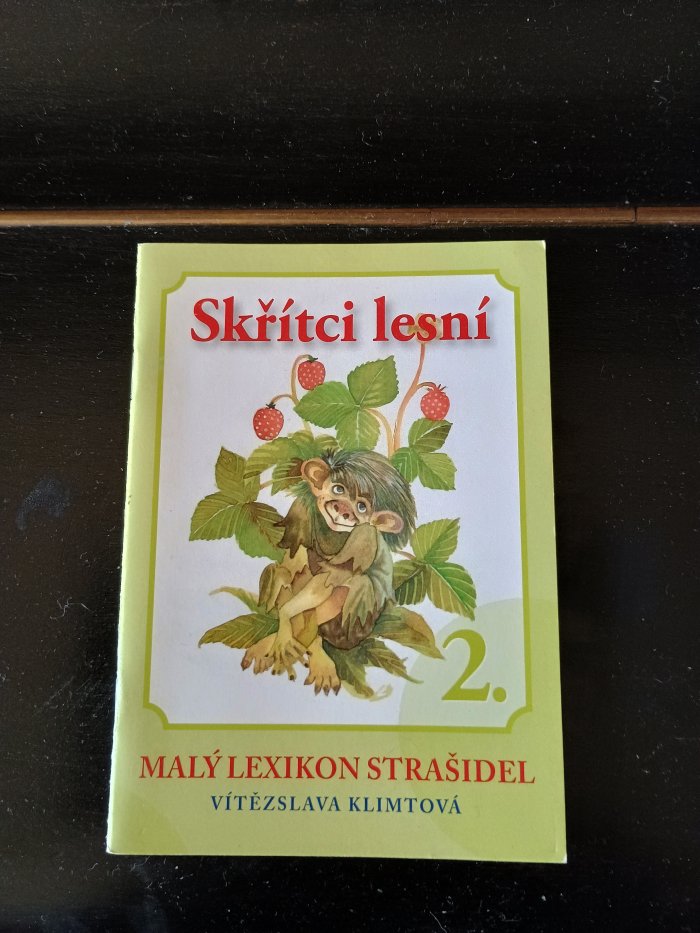 Skřítci lesní
2.
MALÝ LEXIKON STRAŠIDEL
VÍTĚZSLAVA KLIMTOVÁ